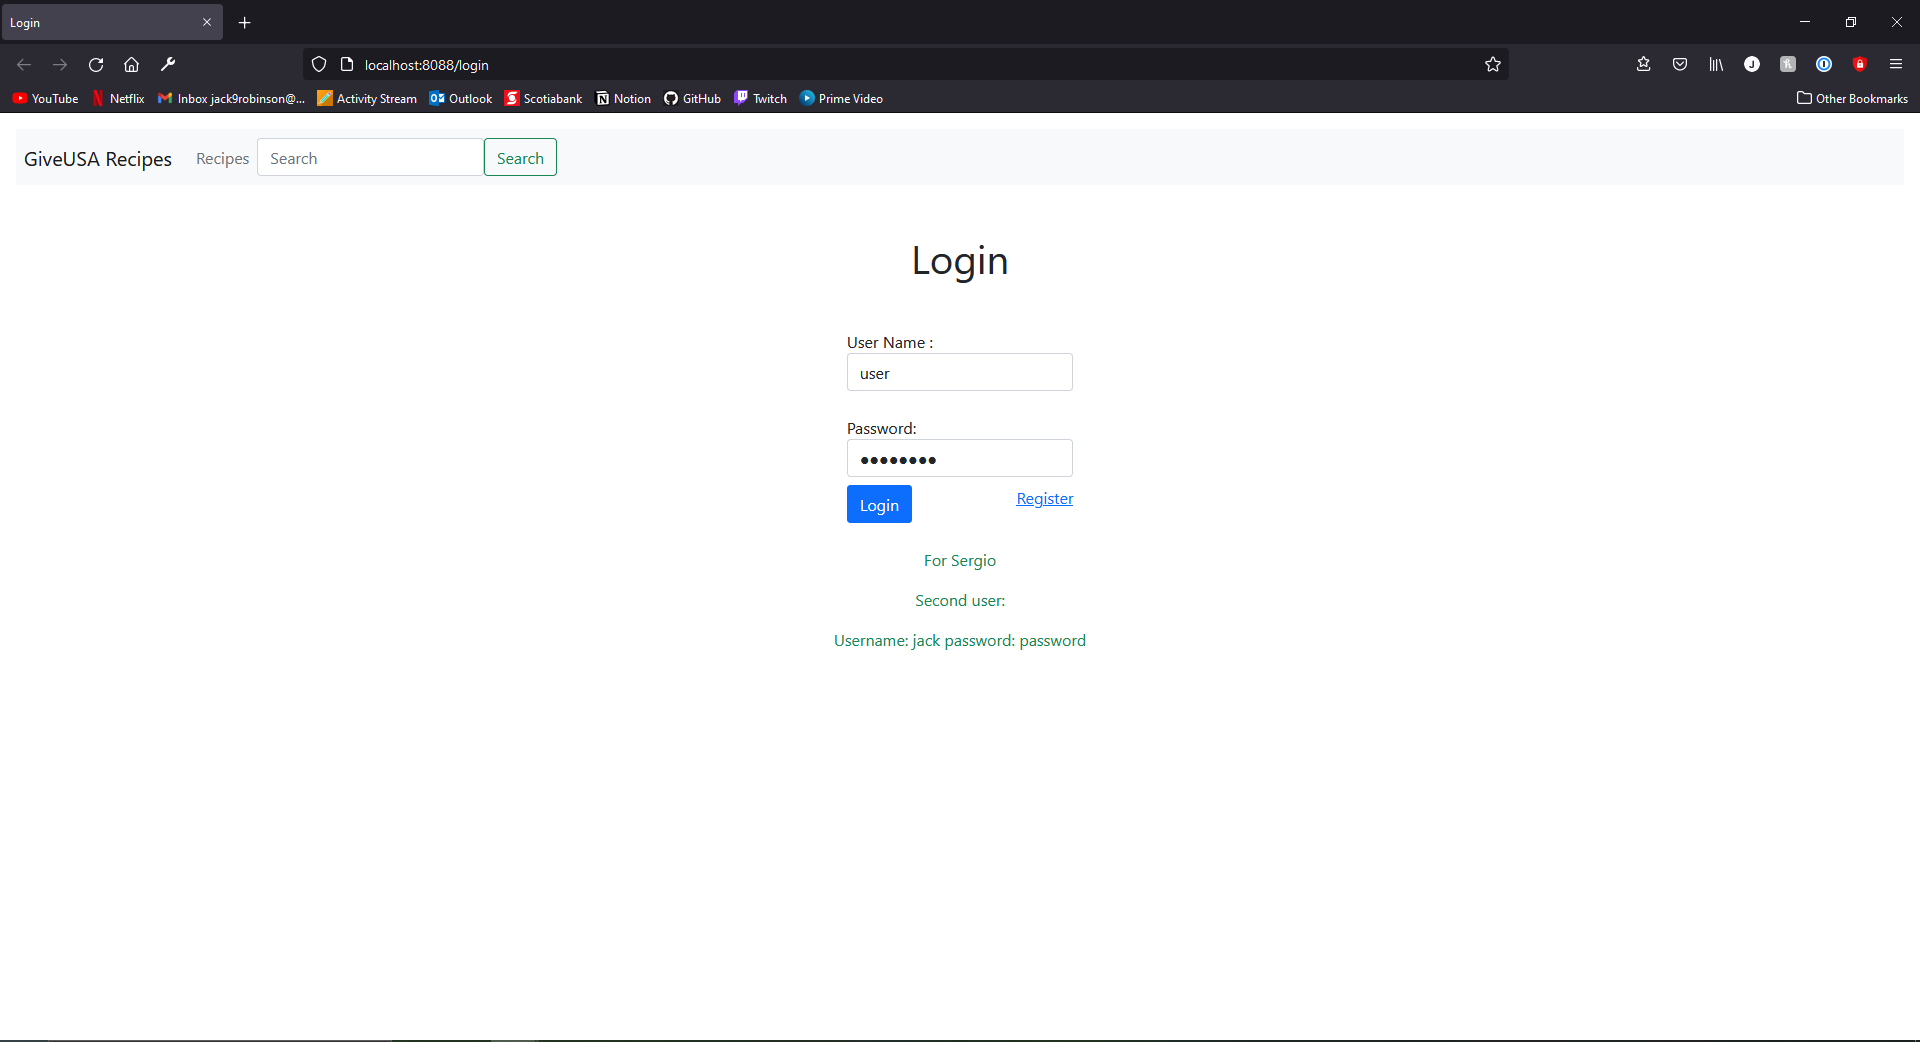 Login
localhost:8088/login
YouTube Netflix Inbox jack9robinson@... Activity Stream Outlook Scotiabank Notion GitHub Twitch Prime Video Other Bookmarks
GiveUSA Recipes Recipes Search Search
Login
User Name :
user
Password:
••••••••
Login Register
For Sergio
Second user:
Username: jack password: password